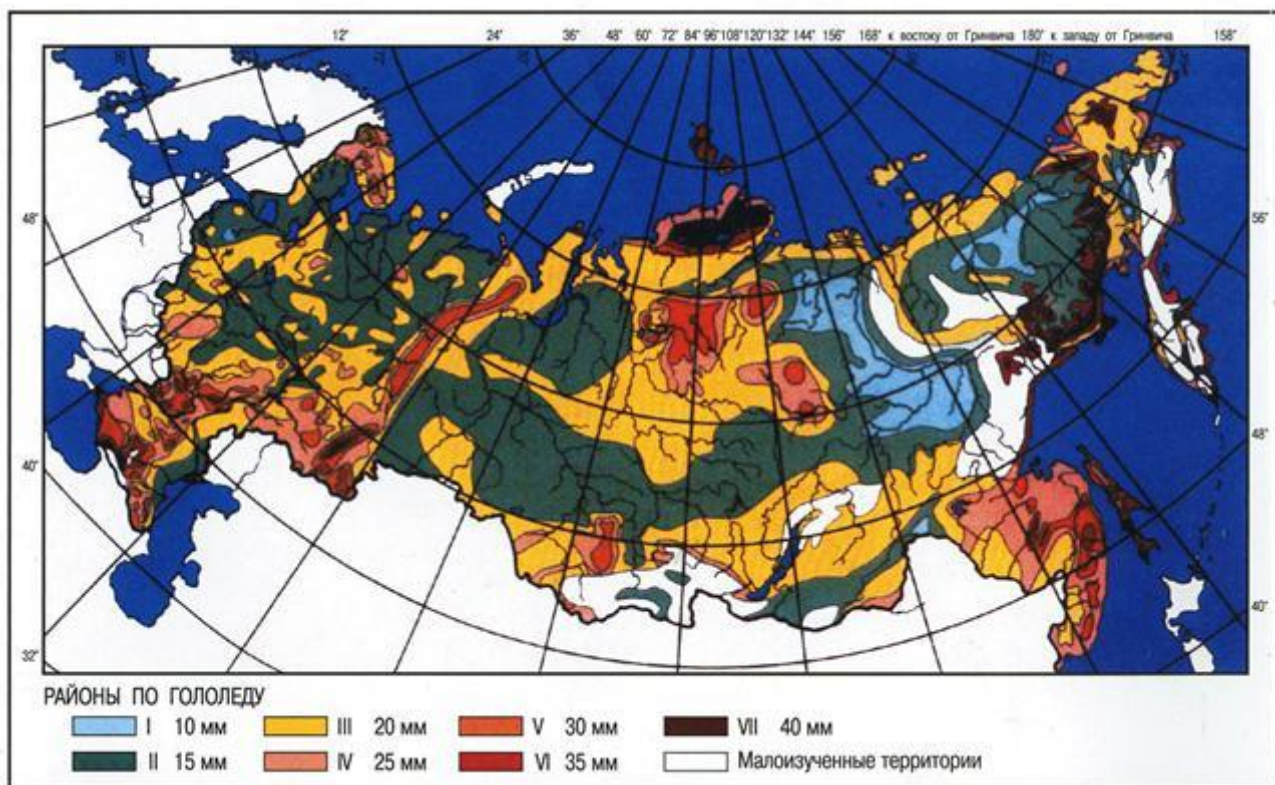 12° 24° 36° 48° 60° 72° 84° 96° 108° 120° 132° 144° 156° 168° к востоку от Гринвича 180° к западу от Гринвича 158°
48°
56°
40°
48°
32°
40°
РАЙОНЫ ПО ГОЛОЛЕДУ
I 10 мм III 20 мм V 30 мм VII 40 мм
II 15 мм IV 25 мм VI 35 мм Малоизученные территории